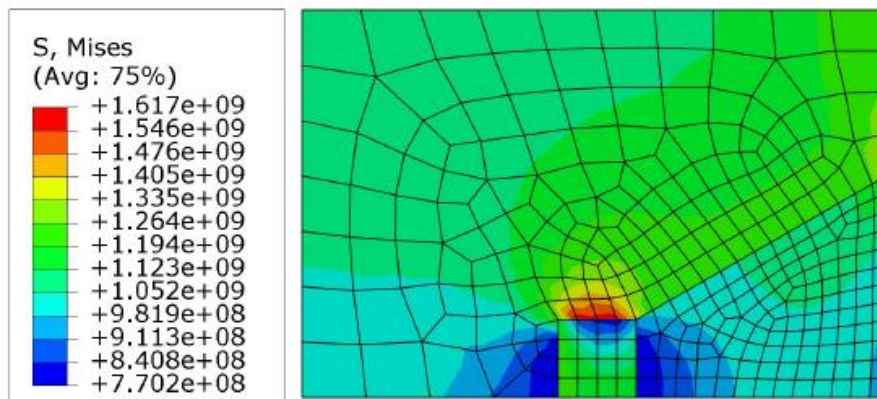 S, Mises
(Avg: 75%)
+1.617e+09
+1.546e+09
+1.476e+09
+1.405e+09
+1.335e+09
+1.264e+09
+1.194e+09
+1.123e+09
+1.052e+09
+9.819e+08
+9.113e+08
+8.408e+08
+7.702e+08